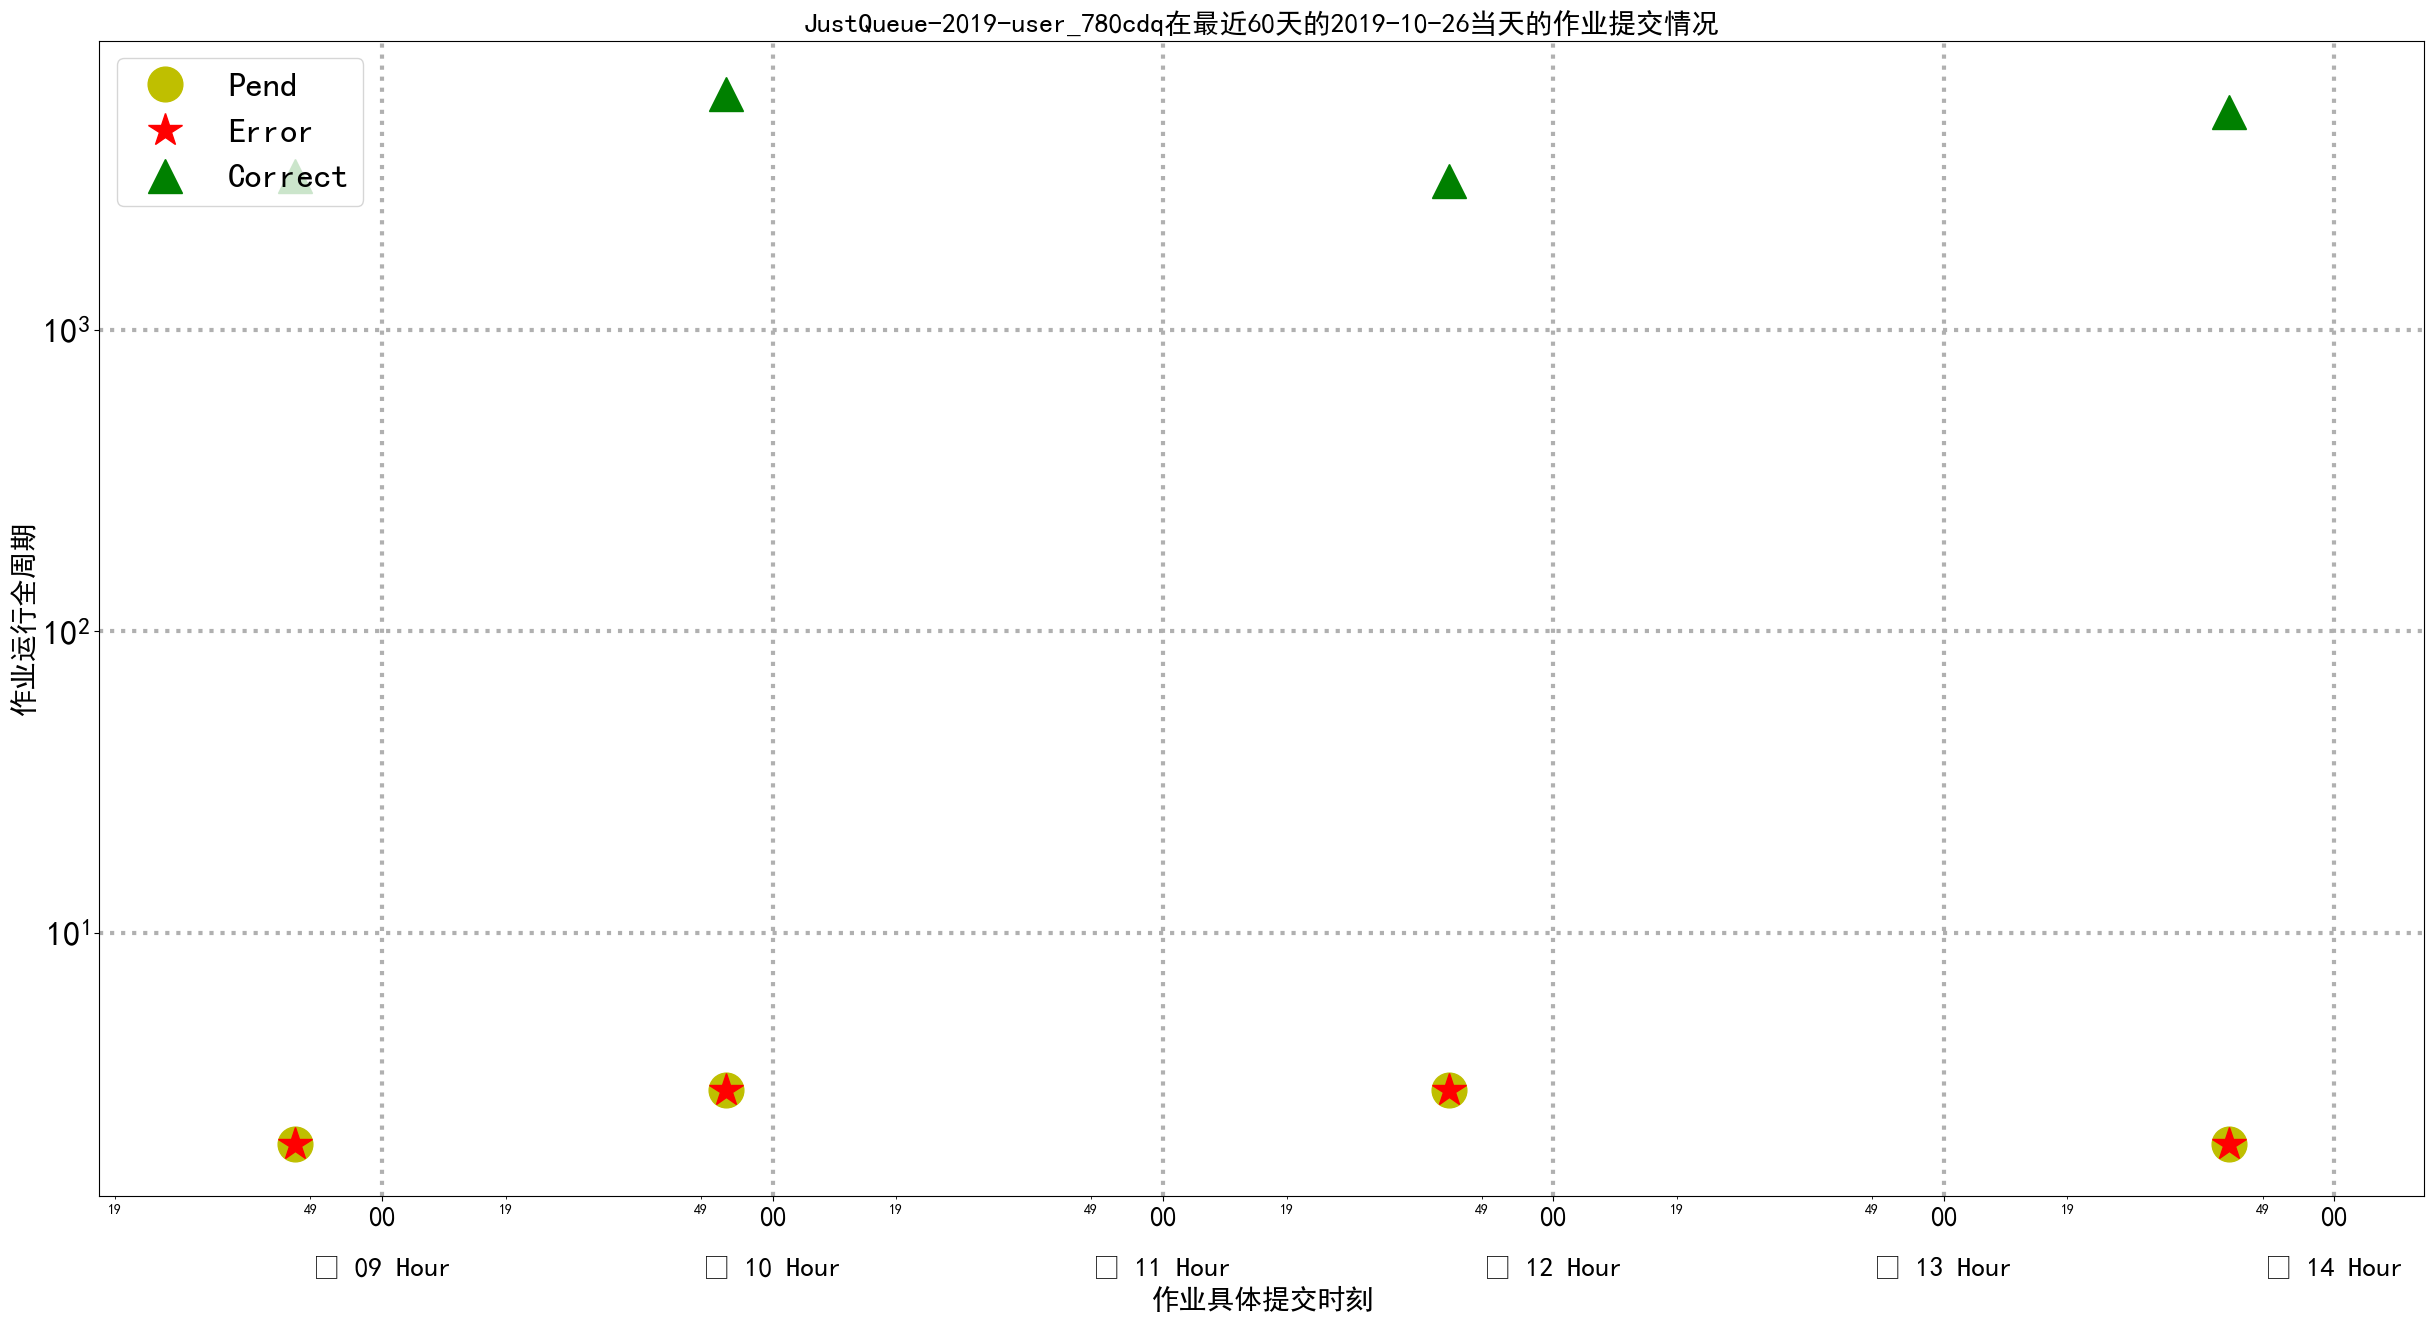 JustQueue-2019-user_780cdq在最近60天的2019-10-26当天的作业提交情况
Pend
Error
Correct
作业运行全周期
10³
10²
10¹
19 49 00 19 49 00 19 49 00 19 49 00 19 49 00 19 49 00
09 Hour 10 Hour 11 Hour 12 Hour 13 Hour 14 Hour
作业具体提交时刻